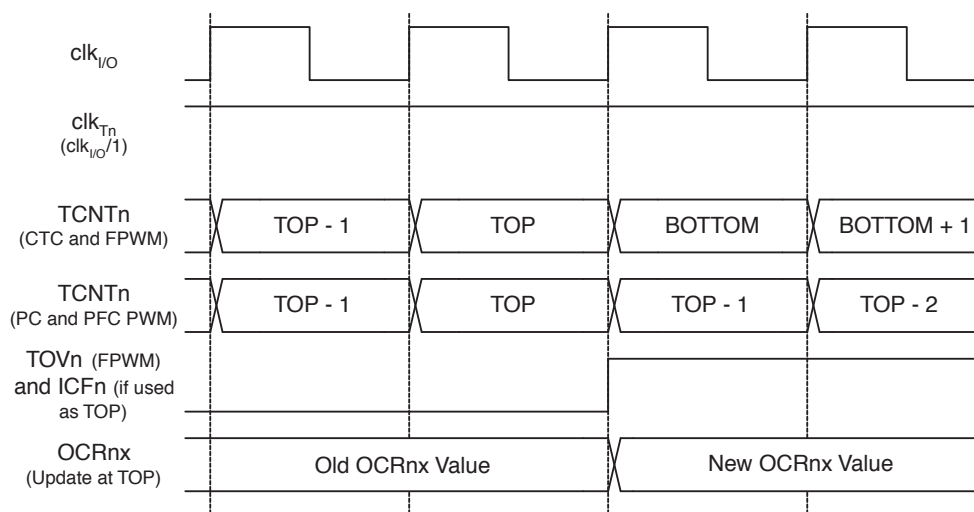 clkI/O
clkTn
(clkI/O/1)
TCNTn
(CTC and FPWM)
TOP - 1
TOP
BOTTOM
BOTTOM + 1
TCNTn
(PC and PFC PWM)
TOP - 1
TOP
TOP - 1
TOP - 2
TOVn (FPWM)
and ICFn (if used
as TOP)
OCRnx
(Update at TOP)
Old OCRnx Value
New OCRnx Value